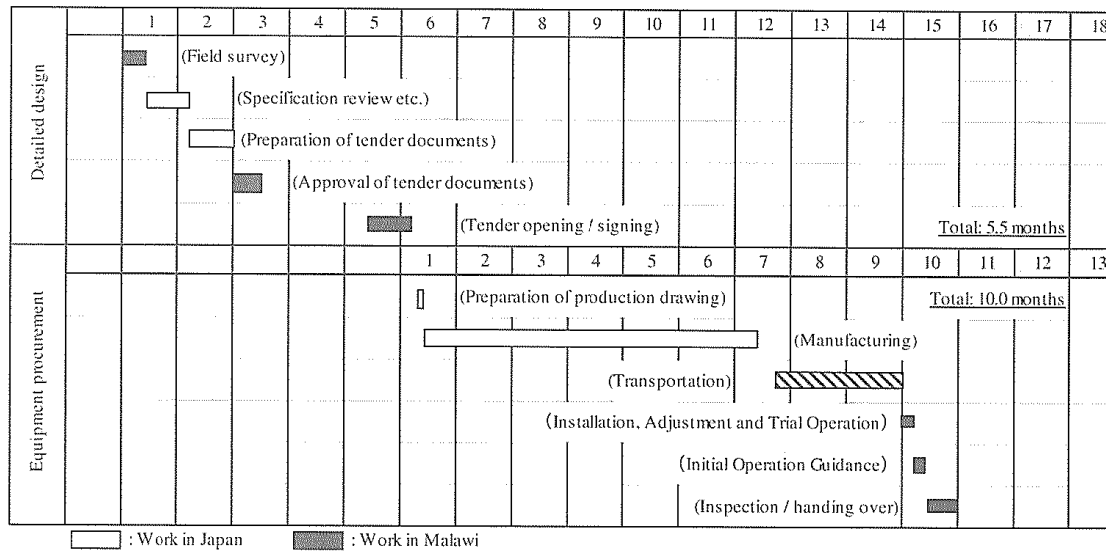 1 2 3 4 5 6 7 8 9 10 11 12 13 14 15 16 17 18
Detailed design
(Field survey)
(Specification review etc.)
(Preparation of tender documents)
(Approval of tender documents)
(Tender opening / signing)
Total: 5.5 months
1 2 3 4 5 6 7 8 9 10 11 12 13
Equipment procurement
(Preparation of production drawing)
Total: 10.0 months
(Manufacturing)
(Transportation)
(Installation, Adjustment and Trial Operation)
(Initial Operation Guidance)
(Inspection / handing over)
: Work in Japan : Work in Malawi